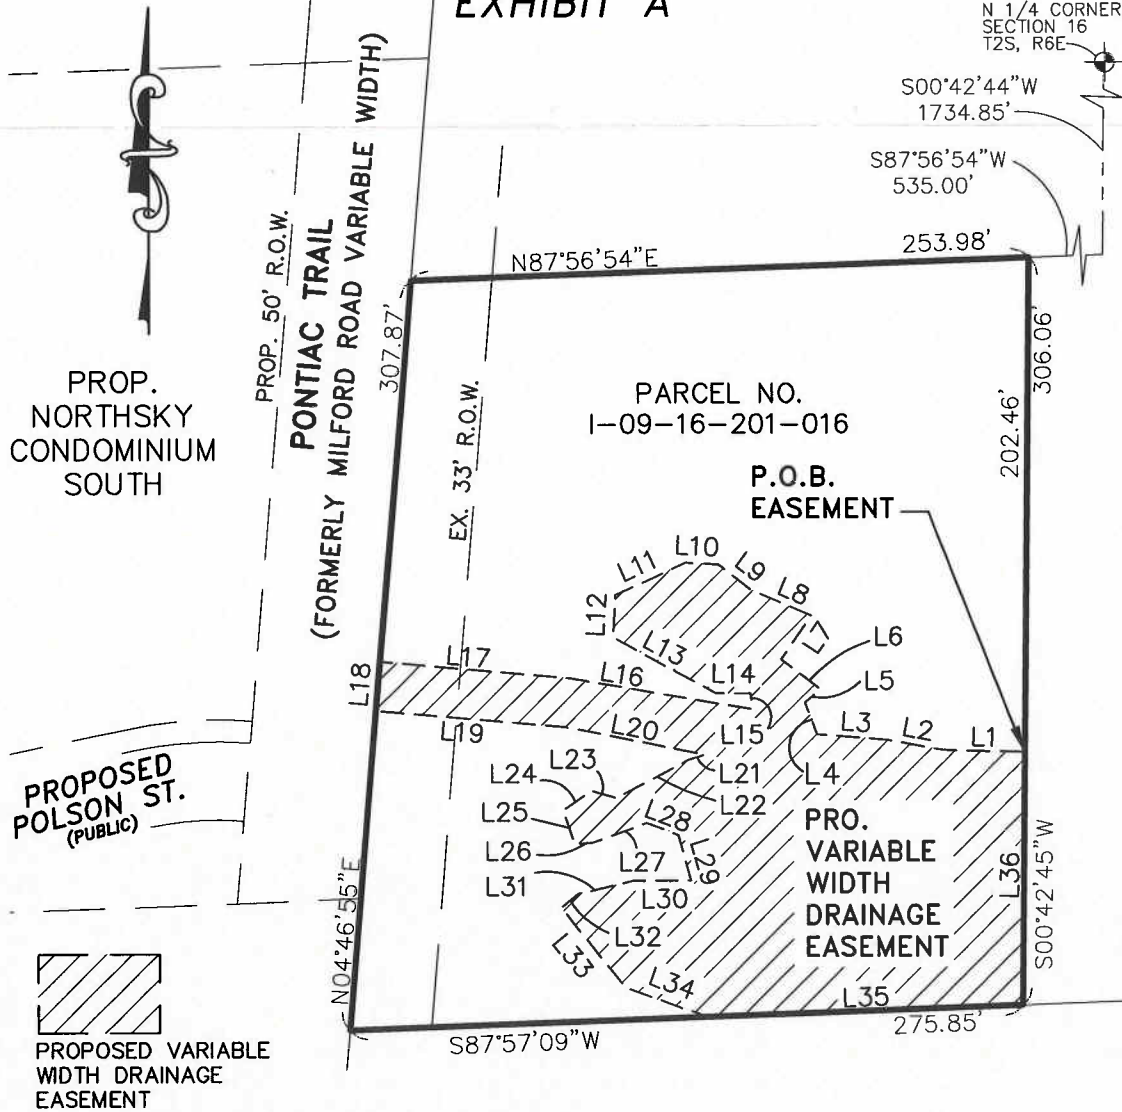 EXHIBIT "A"
N 1/4 CORNER
SECTION 16
T2S, R6E
S00°42'44"W
1734.85'
S87°56'54"W
535.00'
N87°56'54"E
253.98'
PROP. 50' R.O.W.
PONTIAC TRAIL
(FORMERLY MILFORD ROAD VARIABLE WIDTH)
307.87'
EX. 33' R.O.W.
306.06'
202.46'
PROP.
NORTHSKY
CONDOMINIUM
SOUTH
PARCEL NO.
I-09-16-201-016
P.O.B.
EASEMENT
L10
L11
L9
L8
L12
L7
L6
L13
L17
L16
L14
L5
L18
L3
L2
L1
L19
L20
L15
L4
L21
L23
L24
L22
L25
L28
L26
L27
L29
L31
L30
L32
L33
L34
L35
L36
PROPOSED
POLSON ST.
(PUBLIC)
PRO.
VARIABLE
WIDTH
DRAINAGE
EASEMENT
N04°46'55"E
S00°42'45"W
S87°57'09"W
275.85'
PROPOSED VARIABLE
WIDTH DRAINAGE
EASEMENT